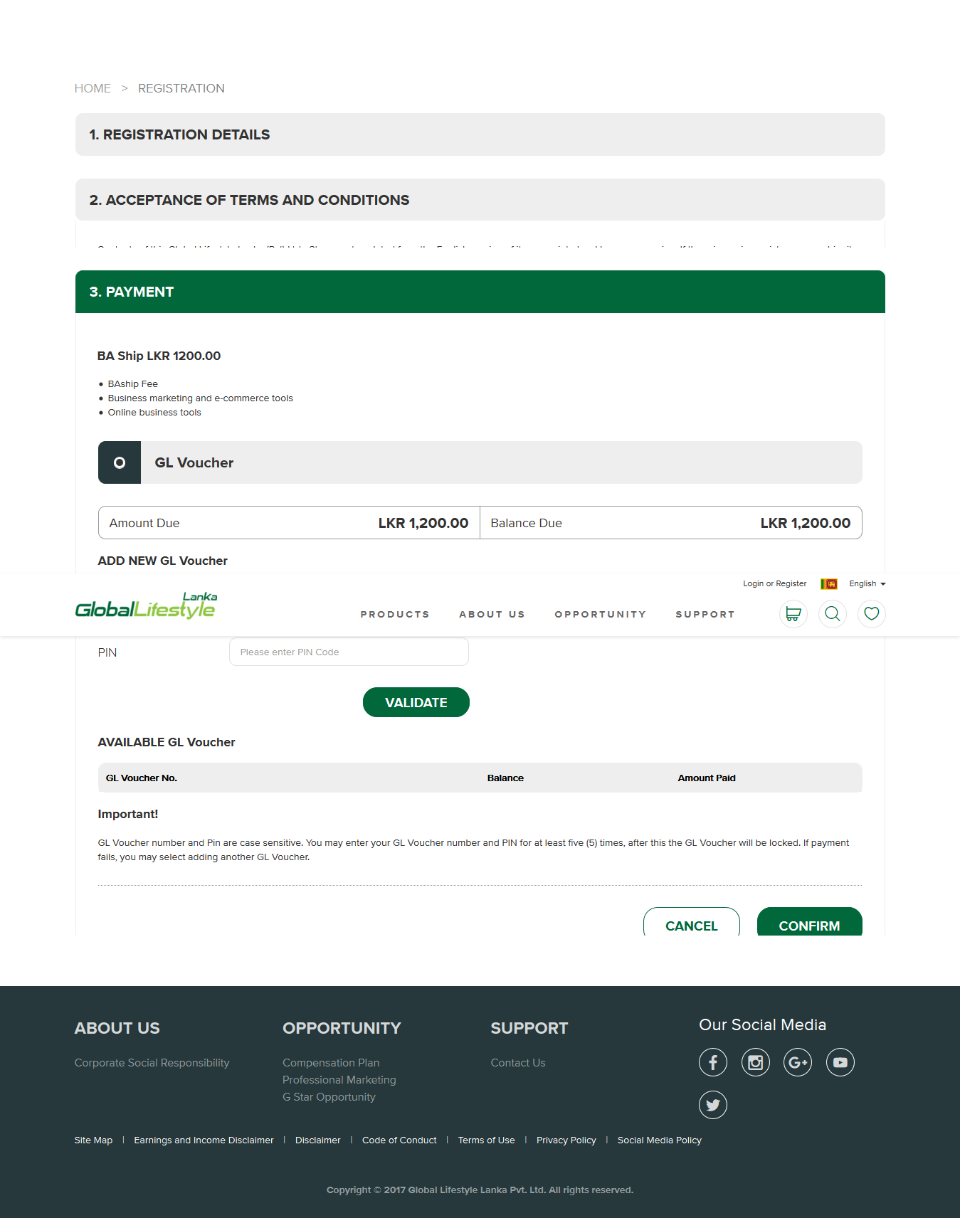 HOME > REGISTRATION
1. REGISTRATION DETAILS
2. ACCEPTANCE OF TERMS AND CONDITIONS
3. PAYMENT
BA Ship LKR 1200.00
• BAship Fee
• Business marketing and e-commerce tools
• Online business tools
GL Voucher
Amount Due LKR 1,200.00 Balance Due LKR 1,200.00
ADD NEW GL Voucher
Login or Register English
GlobalLifestyle Lanka
PRODUCTS ABOUT US OPPORTUNITY SUPPORT
PIN Please enter PIN Code
VALIDATE
AVAILABLE GL Voucher
GL Voucher No. Balance Amount Paid
Important!
GL Voucher number and Pin are case sensitive. You may enter your GL Voucher number and PIN for at least five (5) times, after this the GL Voucher will be locked. If payment
fails, you may select adding another GL Voucher.
CANCEL CONFIRM
ABOUT US OPPORTUNITY SUPPORT Our Social Media
Corporate Social Responsibility Compensation Plan Contact Us
Professional Marketing
G Star Opportunity
Site Map | Earnings and Income Disclaimer | Disclaimer | Code of Conduct | Terms of Use | Privacy Policy | Social Media Policy
Copyright © 2017 Global Lifestyle Lanka Pvt. Ltd. All rights reserved.